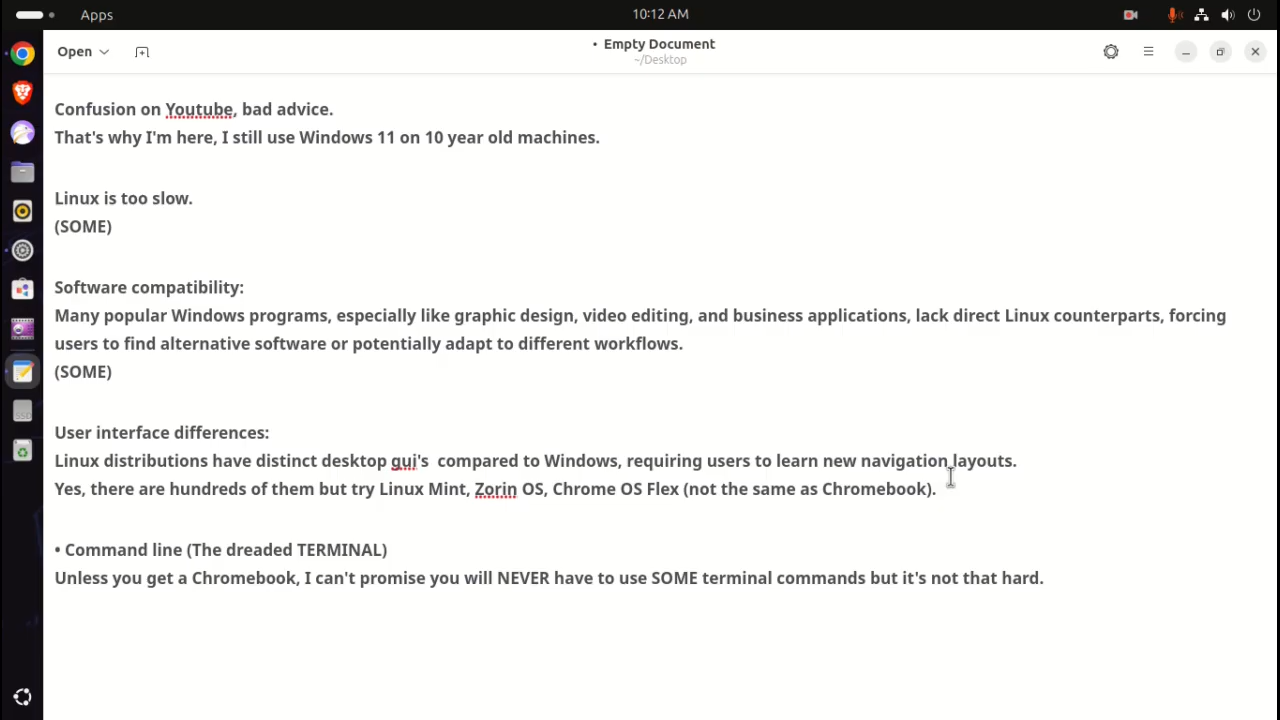 Apps
10:12 AM
Open
• Empty Document
~/Desktop
Confusion on Youtube, bad advice.
That's why I'm here, I still use Windows 11 on 10 year old machines.
Linux is too slow.
(SOME)
Software compatibility:
Many popular Windows programs, especially like graphic design, video editing, and business applications, lack direct Linux counterparts, forcing
users to find alternative software or potentially adapt to different workflows.
(SOME)
User interface differences:
Linux distributions have distinct desktop gui's  compared to Windows, requiring users to learn new navigation layouts.
Yes, there are hundreds of them but try Linux Mint, Zorin OS, Chrome OS Flex (not the same as Chromebook).
• Command line (The dreaded TERMINAL)
Unless you get a Chromebook, I can't promise you will NEVER have to use SOME terminal commands but it's not that hard.